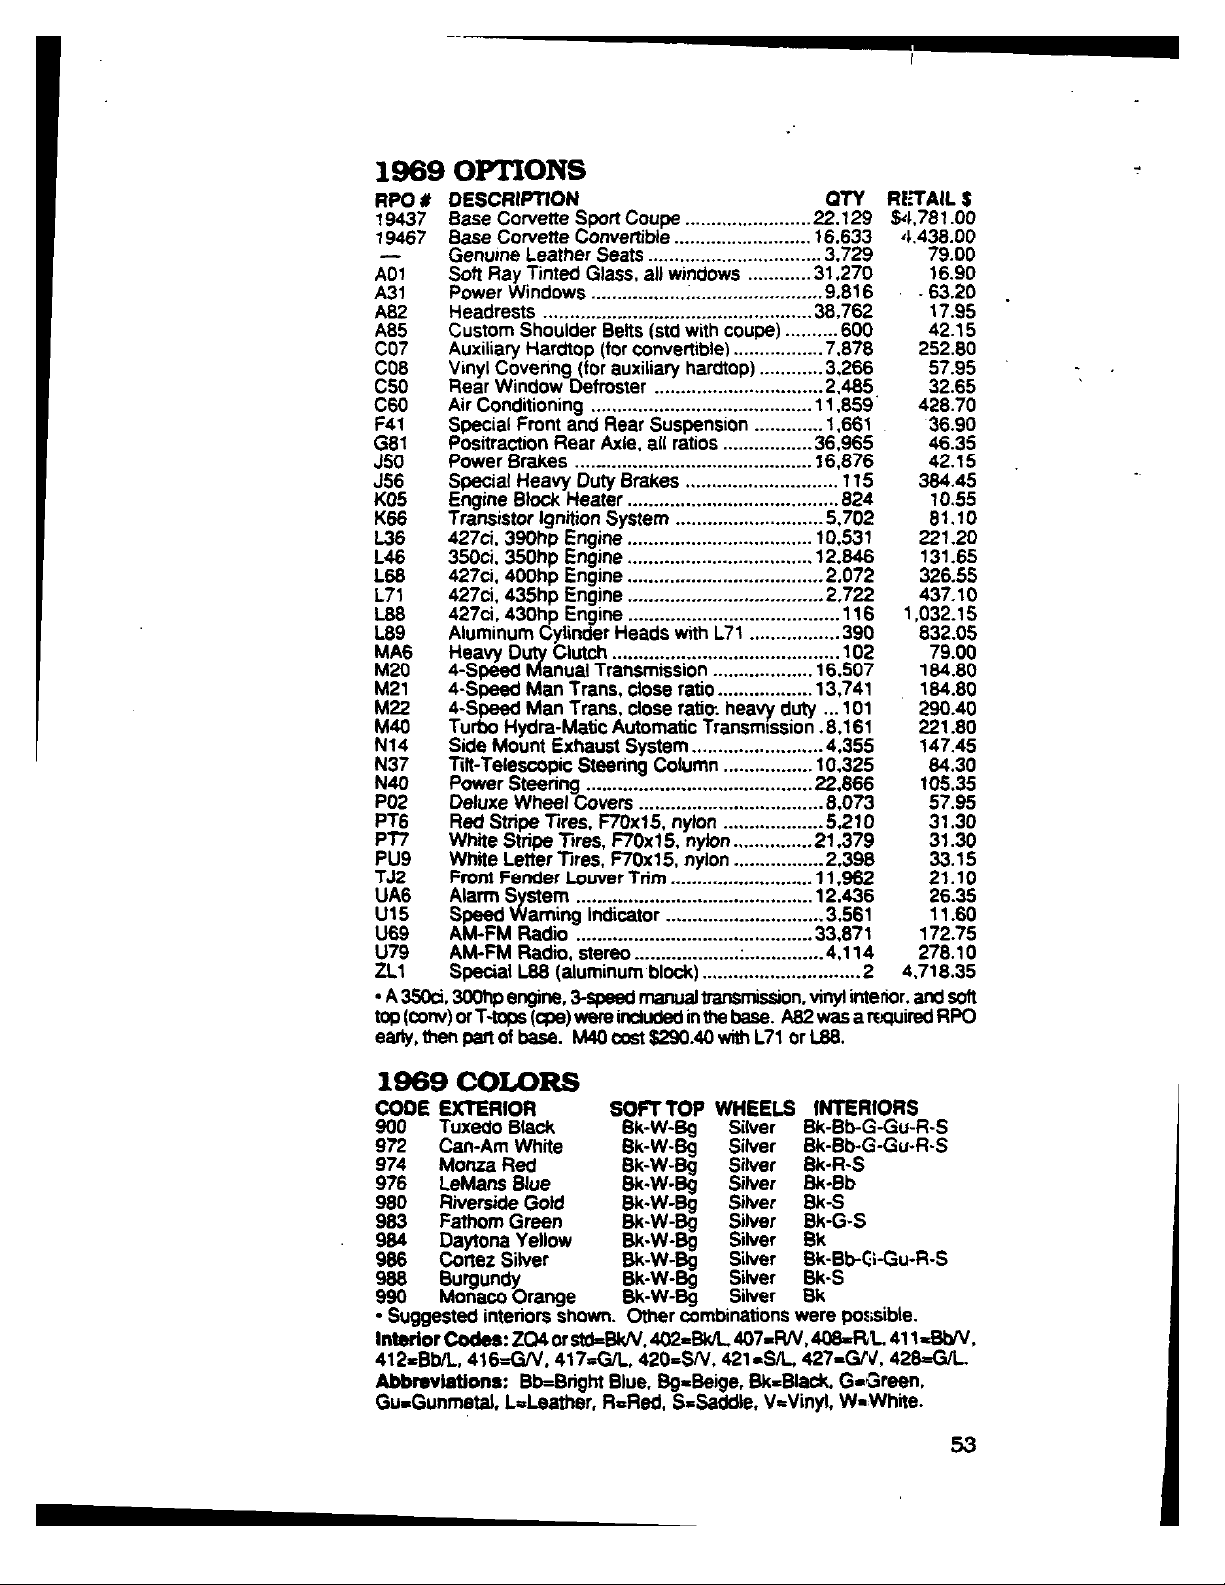 1969 OPTIONS
RPO # DESCRIPTION QTY RETAIL $
19437 Base Corvette Sport Coupe ........................ 22.129 $4,781.00
19467 Base Corvette Convertible .......................... 16.633 4.438.00
— Genuine Leather Seats ................................. 3.729 79.00
A01 Soft Ray Tinted Glass, all windows ............ 31,270 16.90
A31 Power Windows ............................................ 9.816 63.20
A82 Headrests ................................................... 38,762 17.95
A85 Custom Shoulder Belts (std with coupe) .......... 600 42.15
C07 Auxiliary Hardtop (for convertible) ................. 7,878 252.80
C08 Vinyl Covering (for auxiliary hardtop) ............ 3,266 57.95
C50 Rear Window Defroster ................................ 2,485 32.65
C60 Air Conditioning .......................................... 11,859 428.70
F41 Special Front and Rear Suspension ............. 1,661 36.90
G81 Positraction Rear Axle, all ratios ................. 36,965 46.35
J50 Power Brakes ............................................. 16,876 42.15
J56 Special Heavy Duty Brakes ............................. 115 384.45
K05 Engine Block Heater ........................................ 824 10.55
K66 Transistor Ignition System ............................ 5,702 81.10
L36 427ci, 390hp Engine ................................... 10,531 221.20
L46 350ci, 350hp Engine ................................... 12,846 131.65
L68 427ci, 400hp Engine ..................................... 2.072 326.55
L71 427ci, 435hp Engine ..................................... 2.722 437.10
L88 427ci, 430hp Engine ........................................ 116 1,032.15
L89 Aluminum Cylinder Heads with L71 ................. 390 832.05
MA6 Heavy Duty Clutch ........................................... 102 79.00
M20 4-Speed Manual Transmission ................... 16,507 184.80
M21 4-Speed Man Trans, close ratio .................. 13,741 184.80
M22 4-Speed Man Trans, close ratio, heavy duty ... 101 290.40
M40 Turbo Hydra-Matic Automatic Transmission . 8,161 221.80
N14 Side Mount Exhaust System ......................... 4,355 147.45
N37 Tilt-Telescopic Steering Column ................. 10,325 84.30
N40 Power Steering ........................................... 22,866 105.35
P02 Deluxe Wheel Covers ................................... 8,073 57.95
PT6 Red Stripe Tires, F70x15, nylon ................... 5,210 31.30
PT7 White Stripe Tires, F70x15, nylon ............... 21,379 31.30
PU9 White Letter Tires, F70x15, nylon ................. 2,398 33.15
TJ2 Front Fender Louver Trim ........................... 11,962 21.10
UA6 Alarm System ............................................. 12.436 26.35
U15 Speed Warning Indicator .............................. 3.561 11.60
U69 AM-FM Radio ............................................. 33,871 172.75
U79 AM-FM Radio, stereo .................................... 4,114 278.10
ZL1 Special L88 (aluminum block) .............................. 2 4,718.35
• A 350ci, 300hp engine, 3-speed manual transmission, vinyl interior, and soft
top (conv) or T-tops (cpe) were included in the base. A82 was a required RPO
early, then part of base. M40 cost $290.40 with L71 or L88.
1969 COLORS
CODE EXTERIOR SOFT TOP WHEELS INTERIORS
900 Tuxedo Black Bk-W-Bg Silver Bk-Bb-G-Gu-R-S
972 Can-Am White Bk-W-Bg Silver Bk-Bb-G-Gu-R-S
974 Monza Red Bk-W-Bg Silver Bk-R-S
976 LeMans Blue Bk-W-Bg Silver Bk-Bb
980 Riverside Gold Bk-W-Bg Silver Bk-S
983 Fathom Green Bk-W-Bg Silver Bk-G-S
984 Daytona Yellow Bk-W-Bg Silver Bk
986 Cortez Silver Bk-W-Bg Silver Bk-Bb-G-Gu-R-S
988 Burgundy Bk-W-Bg Silver Bk-S
990 Monaco Orange Bk-W-Bg Silver Bk
• Suggested interiors shown. Other combinations were possible.
Interior Codes: ZQ4 or std=Bk/V, 402=Bk/L, 407=R/V, 408=R/L, 411=Bb/V,
412=Bb/L, 416=G/V, 417=G/L, 420=S/V, 421=S/L, 427=G/V, 428=G/L.
Abbreviations: Bb=Bright Blue, Bg=Beige, Bk=Black, G=Green,
Gu=Gunmetal, L=Leather, R=Red, S=Saddle, V=Vinyl, W=White.
53